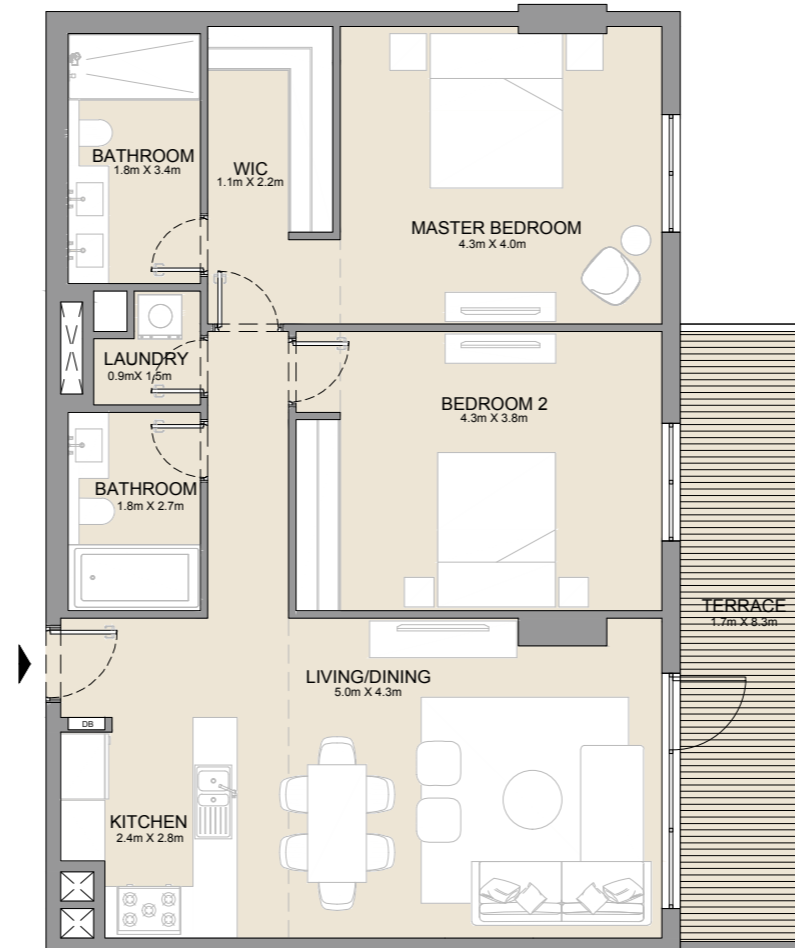 BATHROOM
1.8m X 3.4m
WIC
1.1m X 2.2m
MASTER BEDROOM
4.3m X 4.0m
LAUNDRY
0.9mX 1.5m
BEDROOM 2
4.3m X 3.8m
BATHROOM
1.8m X 2.7m
TERRACE
1.7m X 8.3m
LIVING/DINING
5.0m X 4.3m
DB
KITCHEN
2.4m X 2.8m